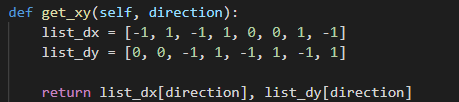 def get_xy(self, direction):
    list_dx = [-1, 1, -1, 1, 0, 0, 1, -1]
    list_dy = [0, 0, -1, 1, -1, 1, -1, 1]

    return list_dx[direction], list_dy[direction]